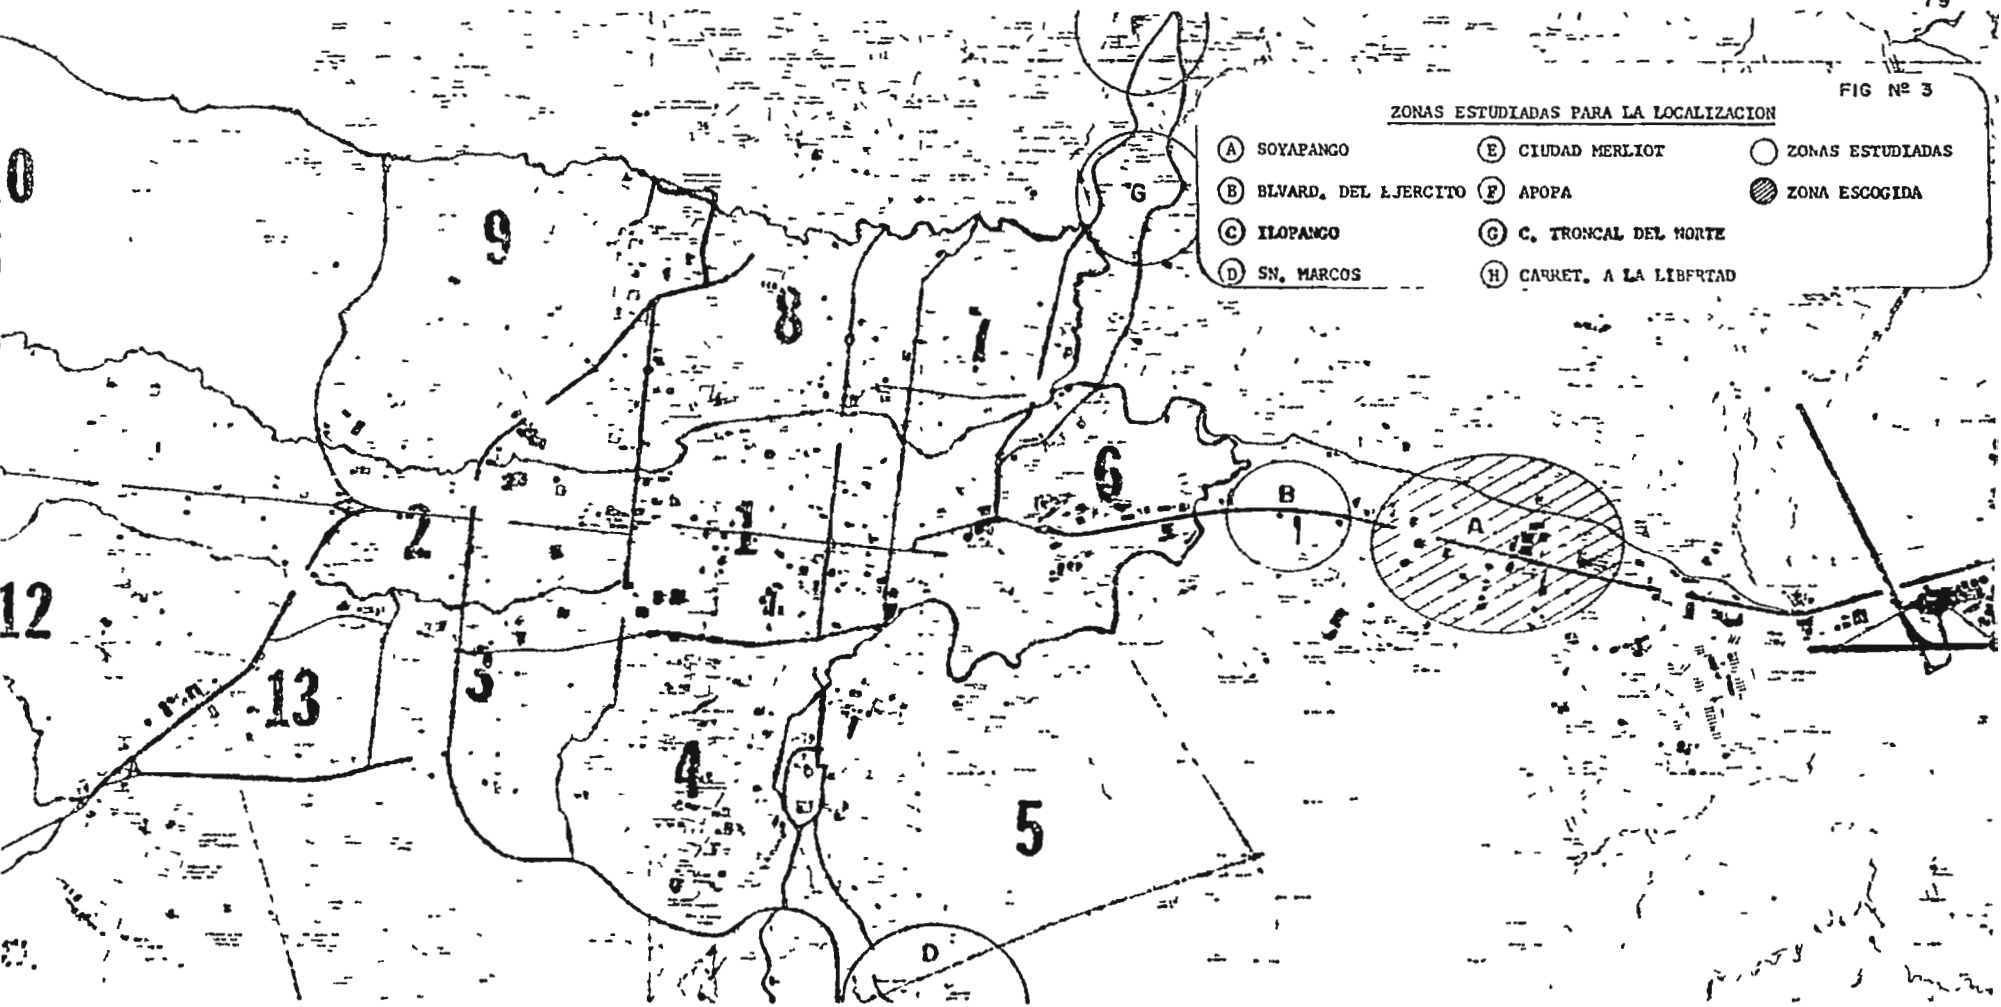 79
FIG Nº 3
ZONAS ESTUDIADAS PARA LA LOCALIZACION
A SOYAPANGO
E CIUDAD MERLIOT
ZONAS ESTUDIADAS
B BLVARD. DEL EJERCITO
F APOPA
ZONA ESCOGIDA
C ILOPANGO
G C. TRONCAL DEL NORTE
D SN. MARCOS
H CARRET. A LA LIBERTAD
F
G
0
9
8
7
6
B
A
2
1
12
13
3
4
5
D